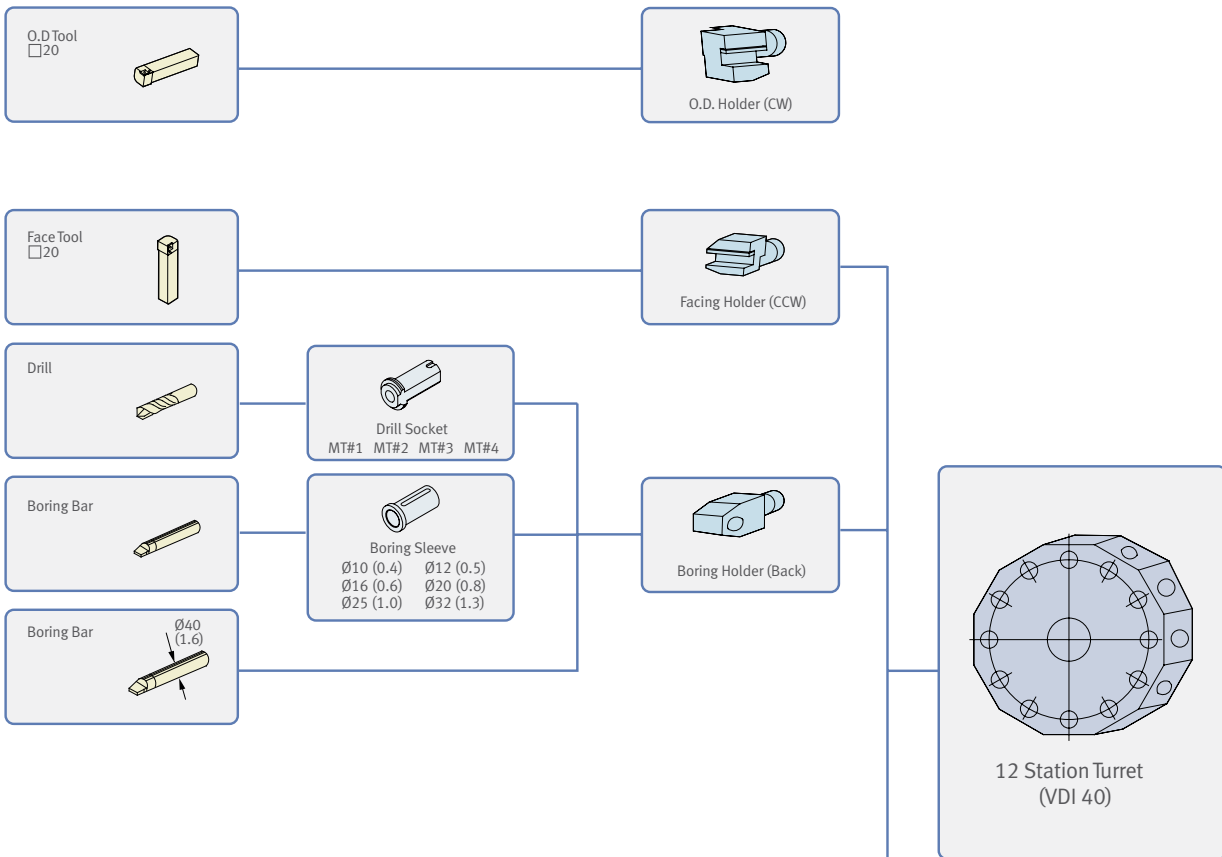 O.D Tool
□20
O.D. Holder (CW)
Face Tool
□20
Facing Holder (CCW)
Drill
Drill Socket
MT#1 MT#2 MT#3 MT#4
Boring Bar
Boring Sleeve
Ø10 (0.4) Ø12 (0.5)
Ø16 (0.6) Ø20 (0.8)
Ø25 (1.0) Ø32 (1.3)
Boring Holder (Back)
Boring Bar
Ø40
(1.6)
12 Station Turret
(VDI 40)